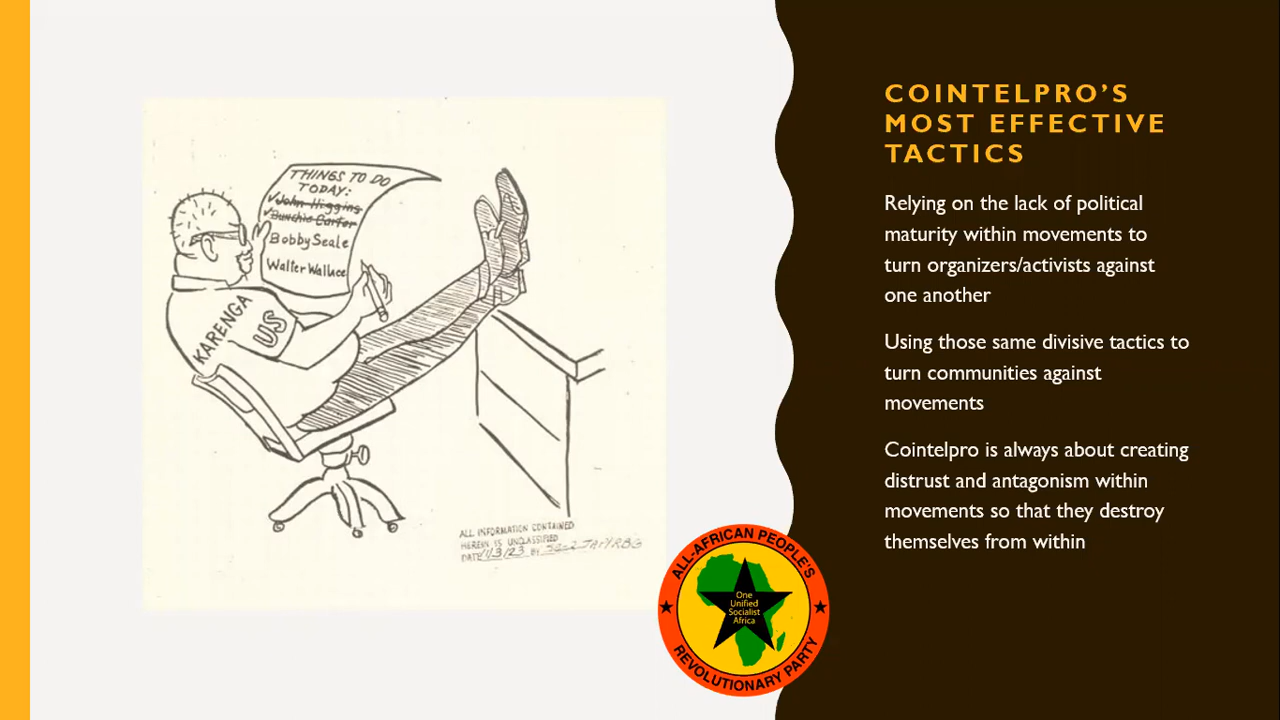 THINGS TO DO
TODAY:
John Higgins
Bunchie Carter
Bobby Seale
Walter Wallace
KARENGA
US
ALL INFORMATION CONTAINED
HEREIN IS UNCLASSIFIED
DATE 11/3/23 BY
COINTELPRO’S
MOST EFFECTIVE
TACTICS
Relying on the lack of political
maturity within movements to
turn organizers/activists against
one another
Using those same divisive tactics to
turn communities against
movements
Cointelpro is always about creating
distrust and antagonism within
movements so that they destroy
themselves from within
ALL-AFRICAN PEOPLE'S
One
Unified
Socialist
Africa
REVOLUTIONARY PARTY